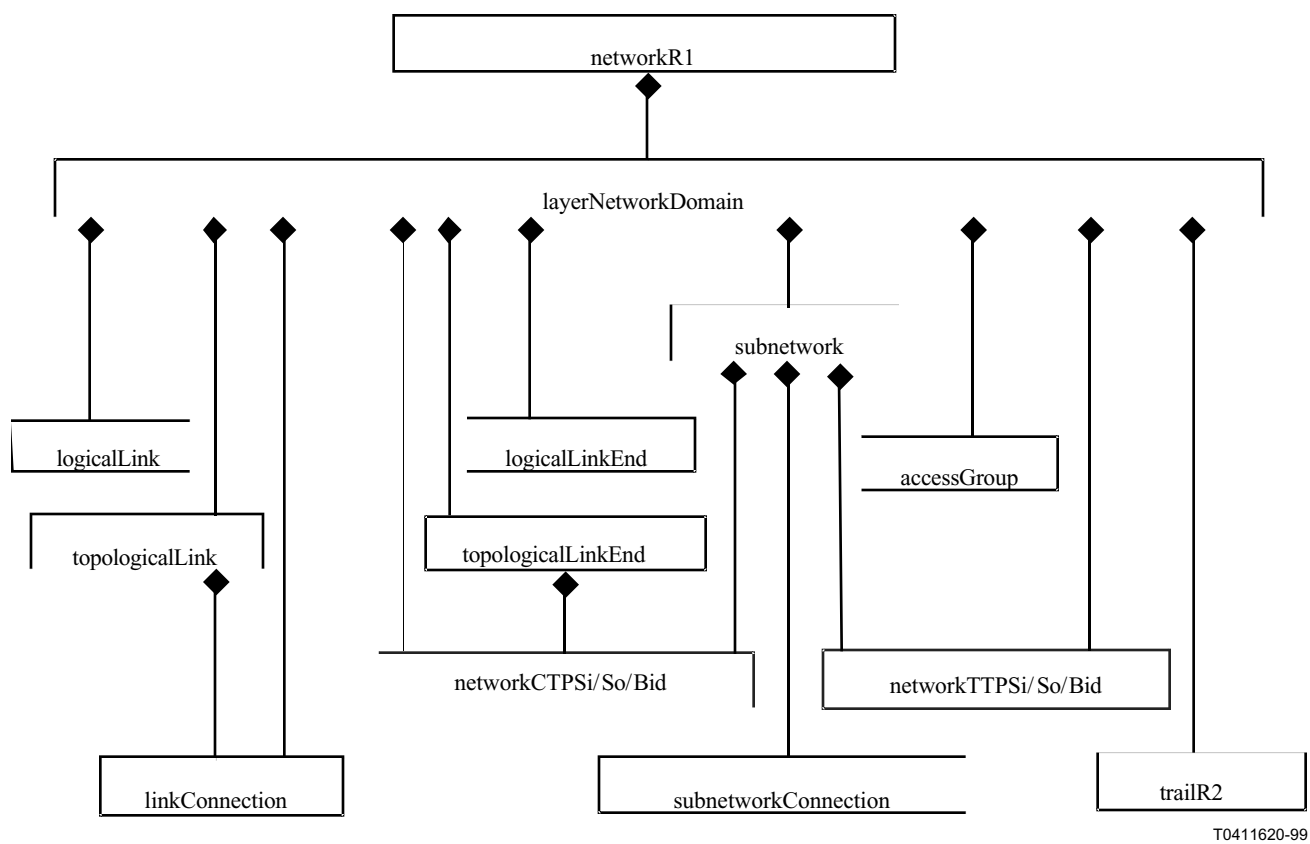 networkR1
layerNetworkDomain
subnetwork
logicalLink
logicalLinkEnd
accessGroup
topologicalLink
topologicalLinkEnd
networkCTPSi/So/Bid
networkTTPSi/So/Bid
linkConnection
subnetworkConnection
trailR2
T0411620-99